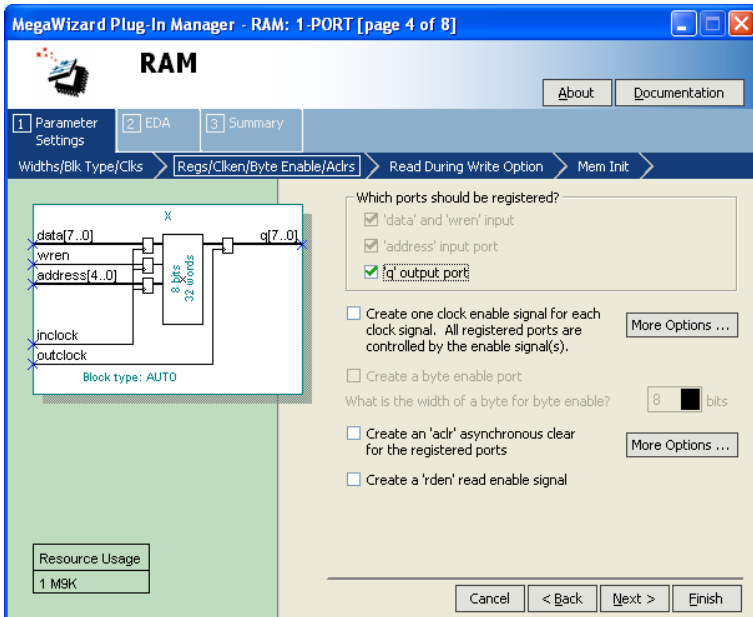 MegaWizard Plug-In Manager - RAM: 1-PORT [page 4 of 8]
RAM
About
Documentation
1 Parameter Settings
2 EDA
3 Summary
Widths/Blk Type/Clks
Regs/Clken/Byte Enable/Aclrs
Read During Write Option
Mem Init
X
data[7..0]
q[7..0]
wren
address[4..0]
8 bits
x
32 words
inclock
outclock
Block type: AUTO
Resource Usage
1 M9K
Which ports should be registered?
'data' and 'wren' input
'address' input port
'q' output port
Create one clock enable signal for each
clock signal. All registered ports are
controlled by the enable signal(s).
More Options ...
Create a byte enable port
What is the width of a byte for byte enable?
8
bits
Create an 'aclr' asynchronous clear
for the registered ports
More Options ...
Create a 'rden' read enable signal
Cancel
< Back
Next >
Finish